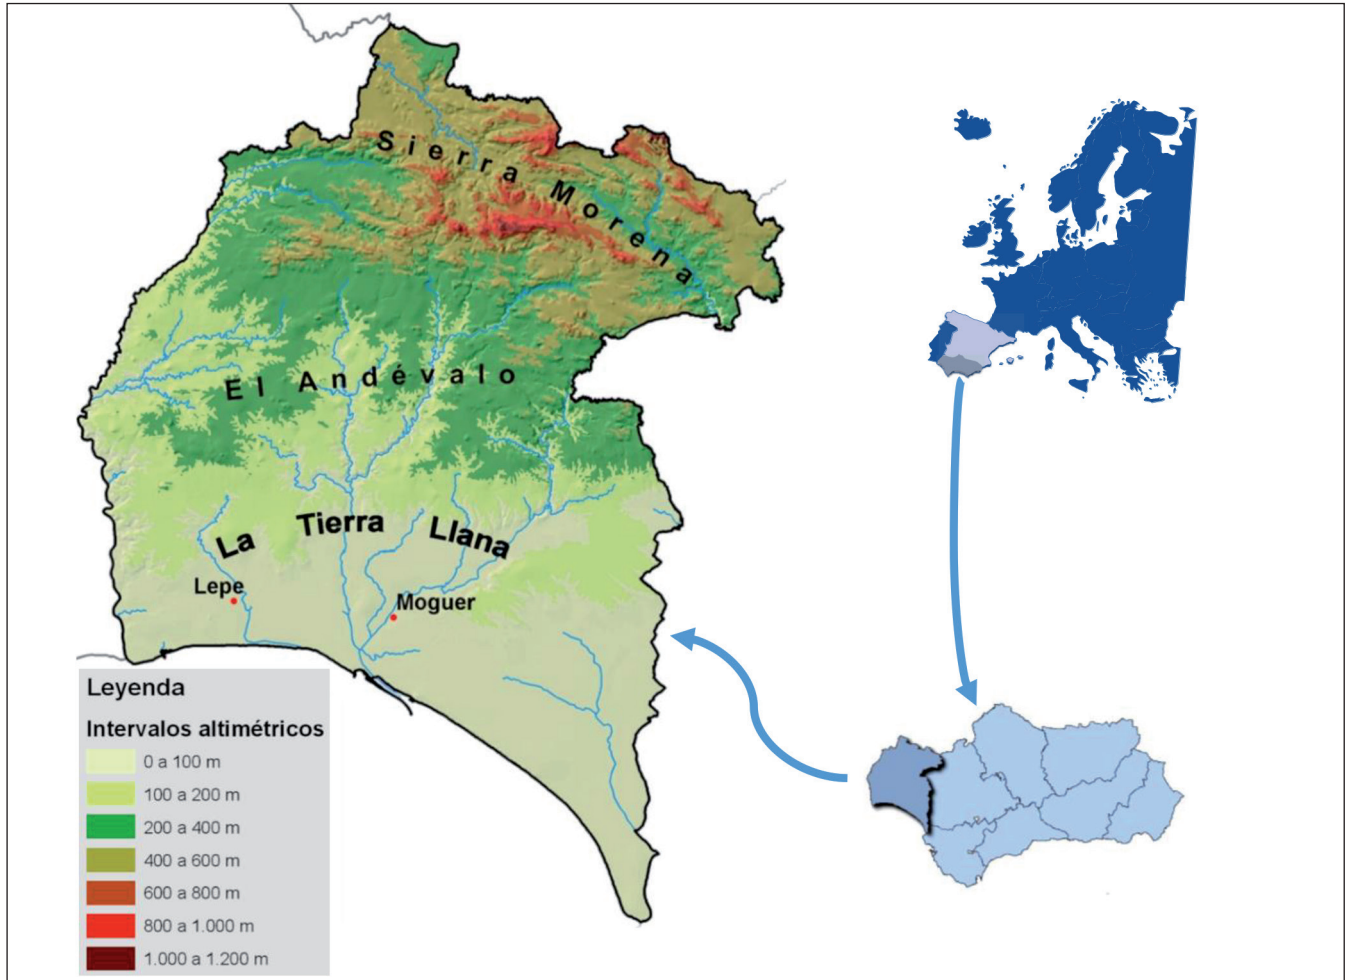 Sierra Morena
El Andévalo
La Tierra Llana
Lepe
Moguer
Leyenda
Intervalos altimétricos
0 a 100 m
100 a 200 m
200 a 400 m
400 a 600 m
600 a 800 m
800 a 1.000 m
1.000 a 1.200 m